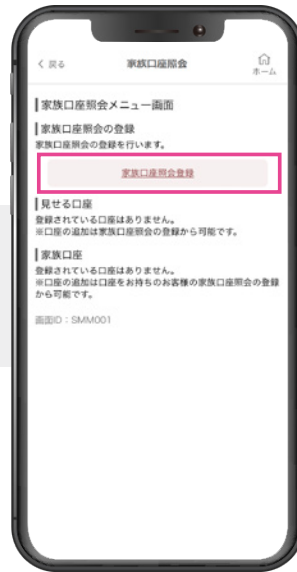 く 戻る
家族口座照会
ホーム
家族口座照会メニュー画面
家族口座照会の登録
家族口座照会の登録を行います。
家族口座照会登録
見せる口座
登録されている口座はありません。
※口座の追加は家族口座照会の登録から可能です。
家族口座
登録されている口座はありません。
※口座の追加は口座をお持ちのお客様の家族口座照会の登録
から可能です。
画面ID：SMM001